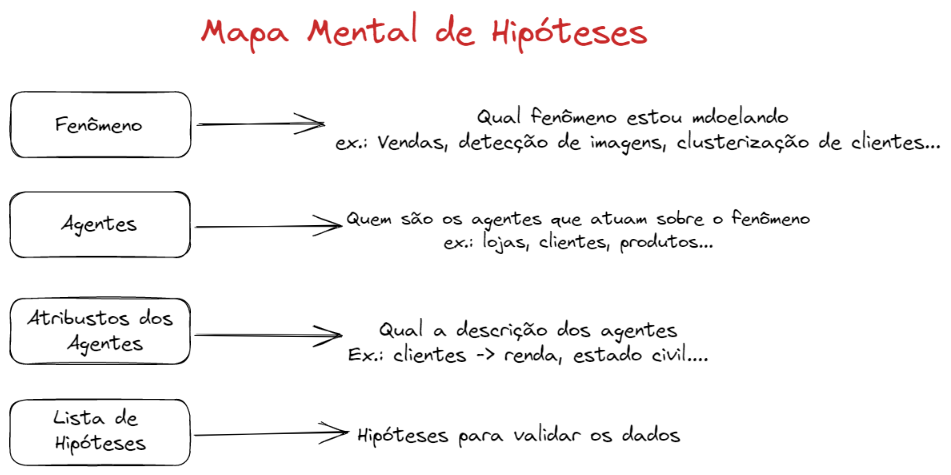 Mapa Mental de Hipóteses
Fenômeno
Qual fenômeno estou mdoelando
ex.: Vendas, detecção de imagens, clusterização de clientes...
Agentes
Quem são os agentes que atuam sobre o fenômeno
ex.: lojas, clientes, produtos...
Atribustos dos
Agentes
Qual a descrição dos agentes
Ex.: clientes -> renda, estado civil....
Lista de
Hipóteses
Hipóteses para validar os dados